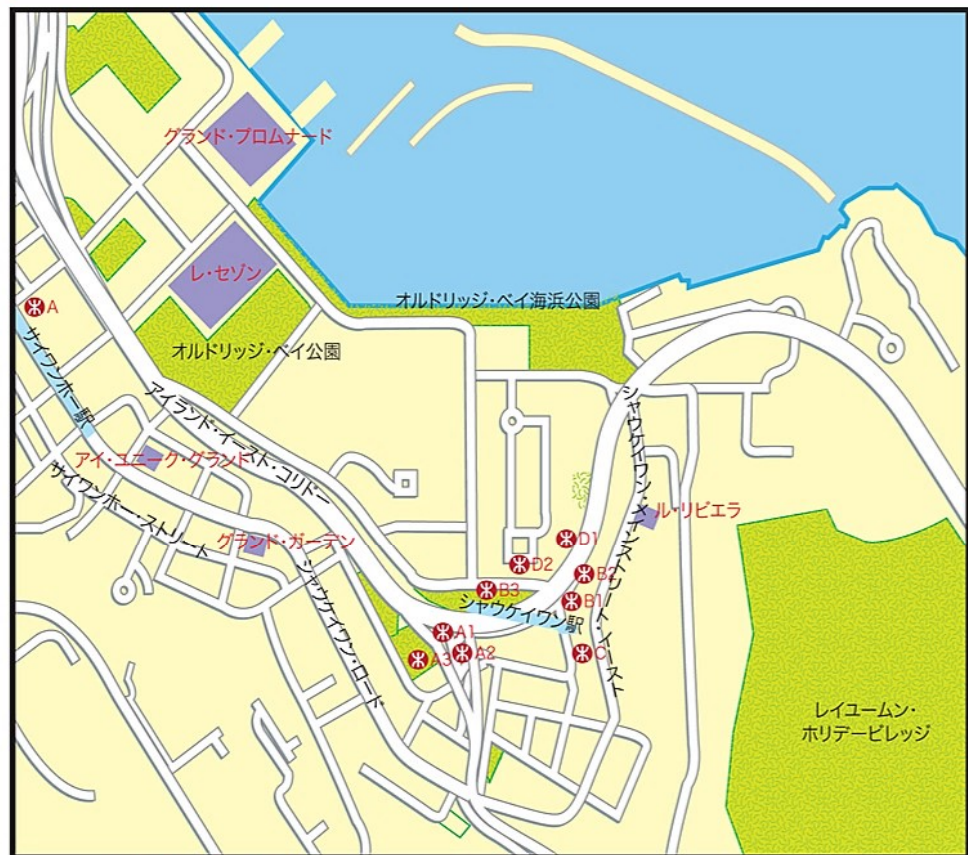 グランド・プロムナード
レ・セゾン
オルドリッジ・ベイ海浜公園
A
オルドリッジ・ベイ公園
サイワンホー駅
アイランド・イースト・コリドー
シャウケイワン・メインストリート・イースト
アイ・ユニーク・グランド
サイワンホー・ストリート
ル・リビエラ
グランド・ガーデン
D1
D2
B2
B3
B1
シャウケイワン駅
シャウケイワン・ロード
A1
A2
A3
C
レイユームン・
ホリデービレッジ